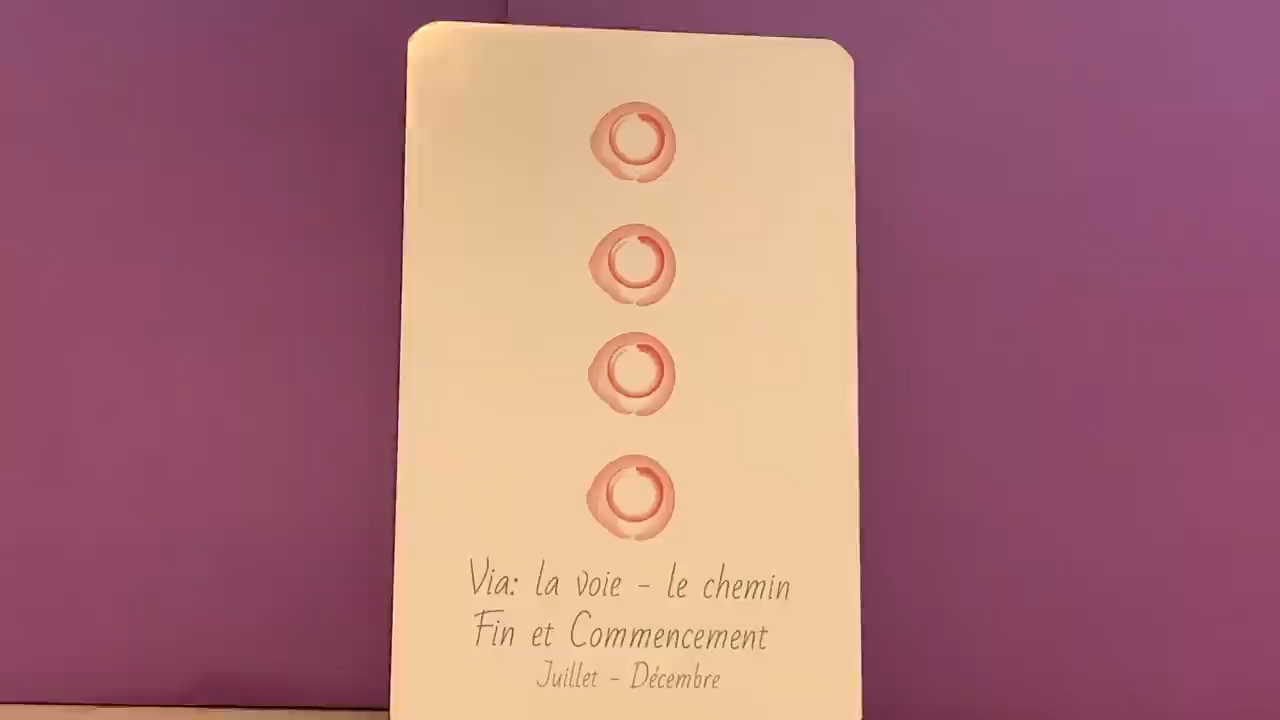 Via: la voie - le chemin
Fin et Commencement
Juillet - Décembre